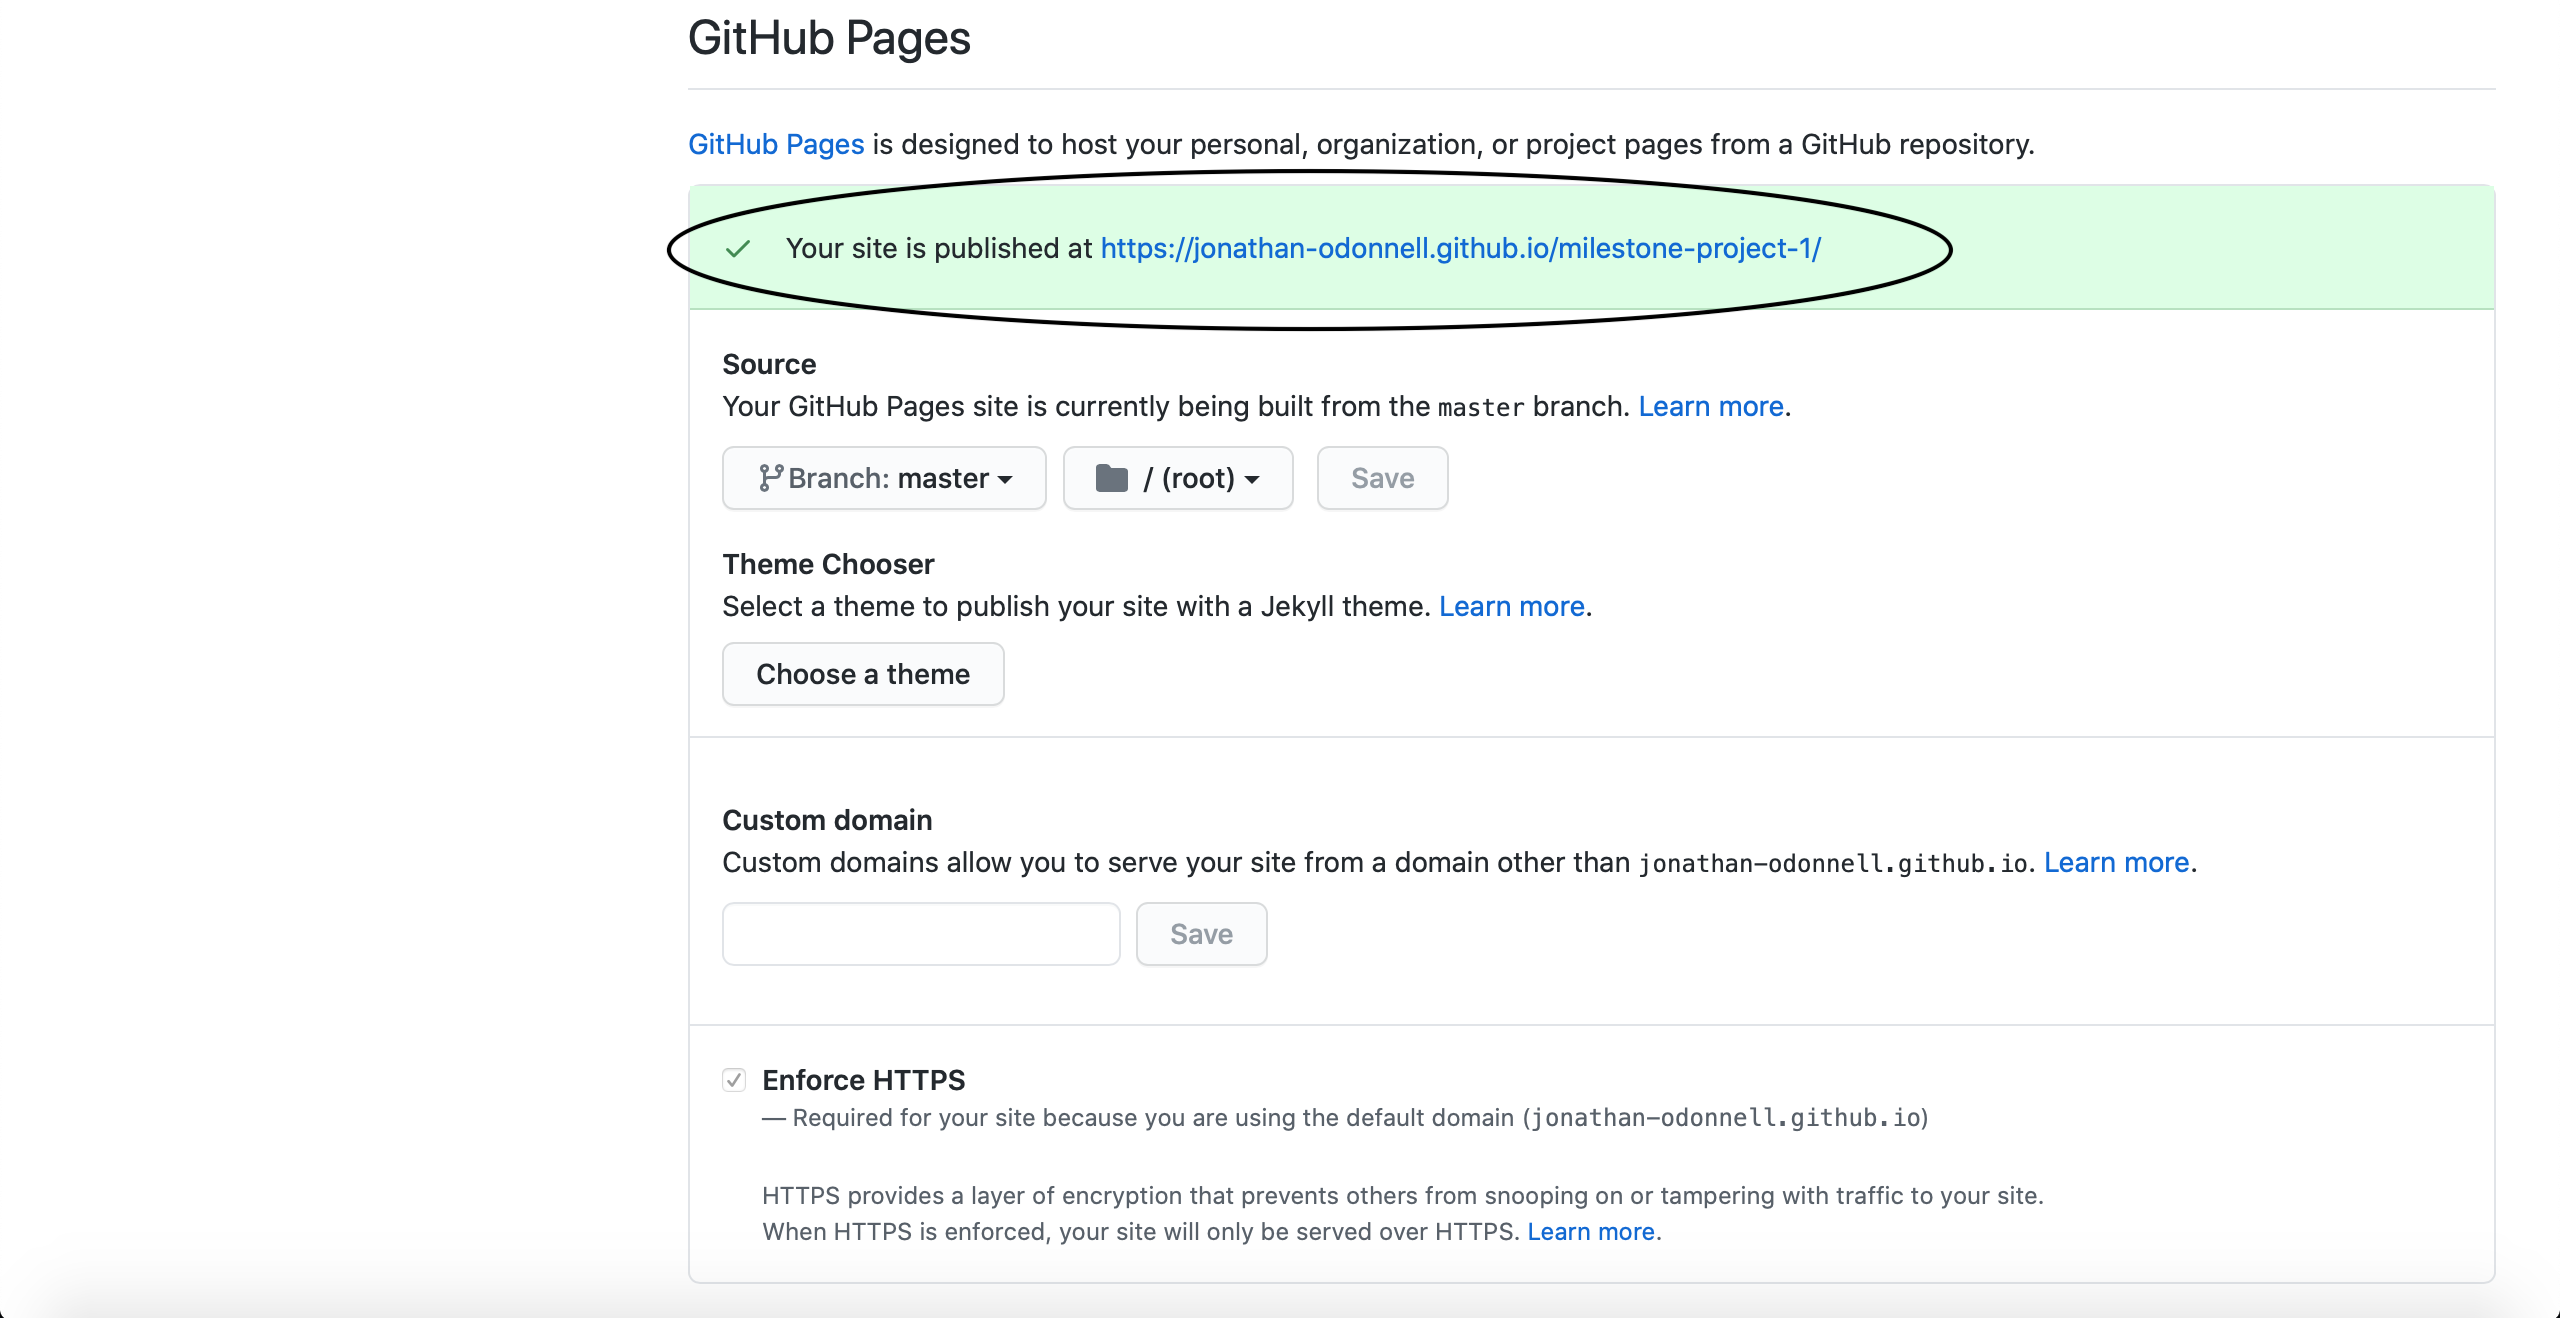 GitHub Pages
GitHub Pages is designed to host your personal, organization, or project pages from a GitHub repository.
Your site is published at https://jonathan-odonnell.github.io/milestone-project-1/
Source
Your GitHub Pages site is currently being built from the master branch. Learn more.
Branch: master / (root) Save
Theme Chooser
Select a theme to publish your site with a Jekyll theme. Learn more.
Choose a theme
Custom domain
Custom domains allow you to serve your site from a domain other than jonathan-odonnell.github.io. Learn more.
Save
Enforce HTTPS
— Required for your site because you are using the default domain (jonathan-odonnell.github.io)
HTTPS provides a layer of encryption that prevents others from snooping on or tampering with traffic to your site.
When HTTPS is enforced, your site will only be served over HTTPS. Learn more.